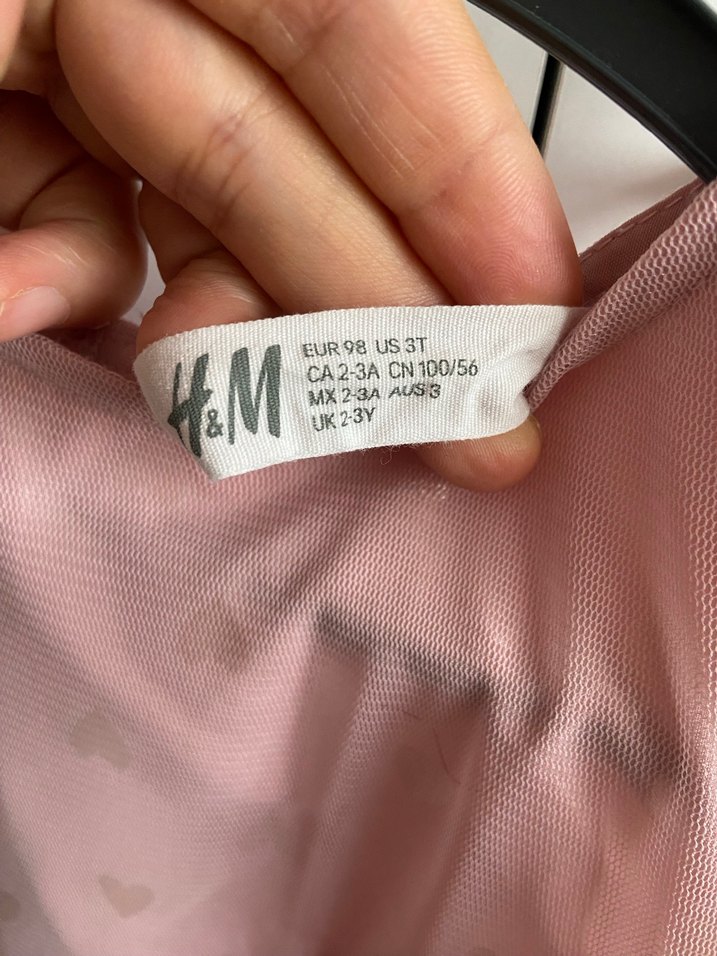 H&M
EUR 98 US 3T
CA 2-3A CN 100/56
MX 2-3A AUS 3
UK 2-3Y